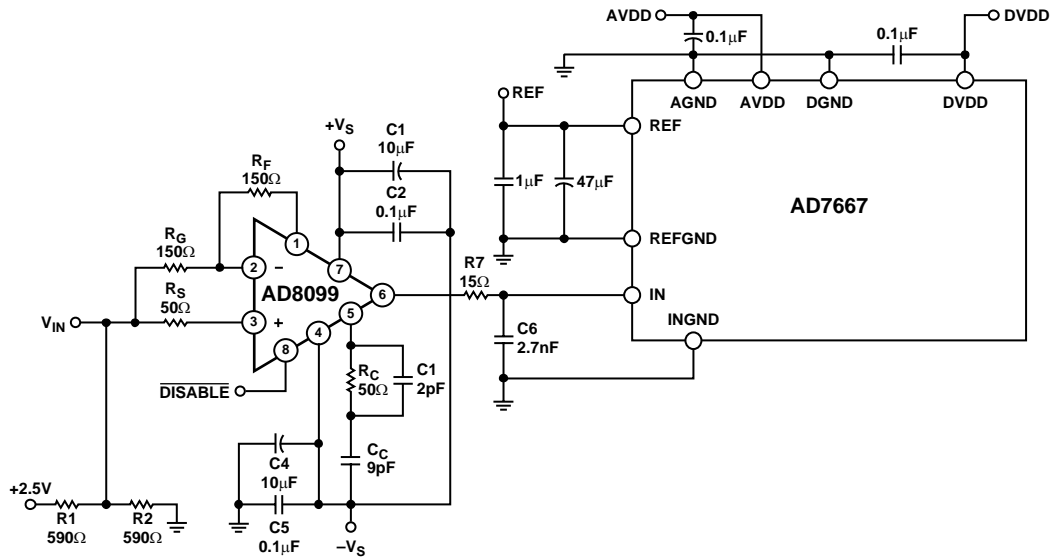 AVDD
0.1µF
0.1µF
DVDD
AGND
AVDD
DGND
DVDD
REF
REF
1µF
47µF
REFGND
AD7667
IN
INGND
+VS
C1
10µF
C2
0.1µF
RF
150Ω
RG
150Ω
RS
50Ω
VIN
1
2
−
3
+
AD8099
7
6
5
4
8
DISABLE
R7
15Ω
C6
2.7nF
RC
50Ω
C1
2pF
CC
9pF
C4
10µF
C5
0.1µF
−VS
+2.5V
R1
590Ω
R2
590Ω